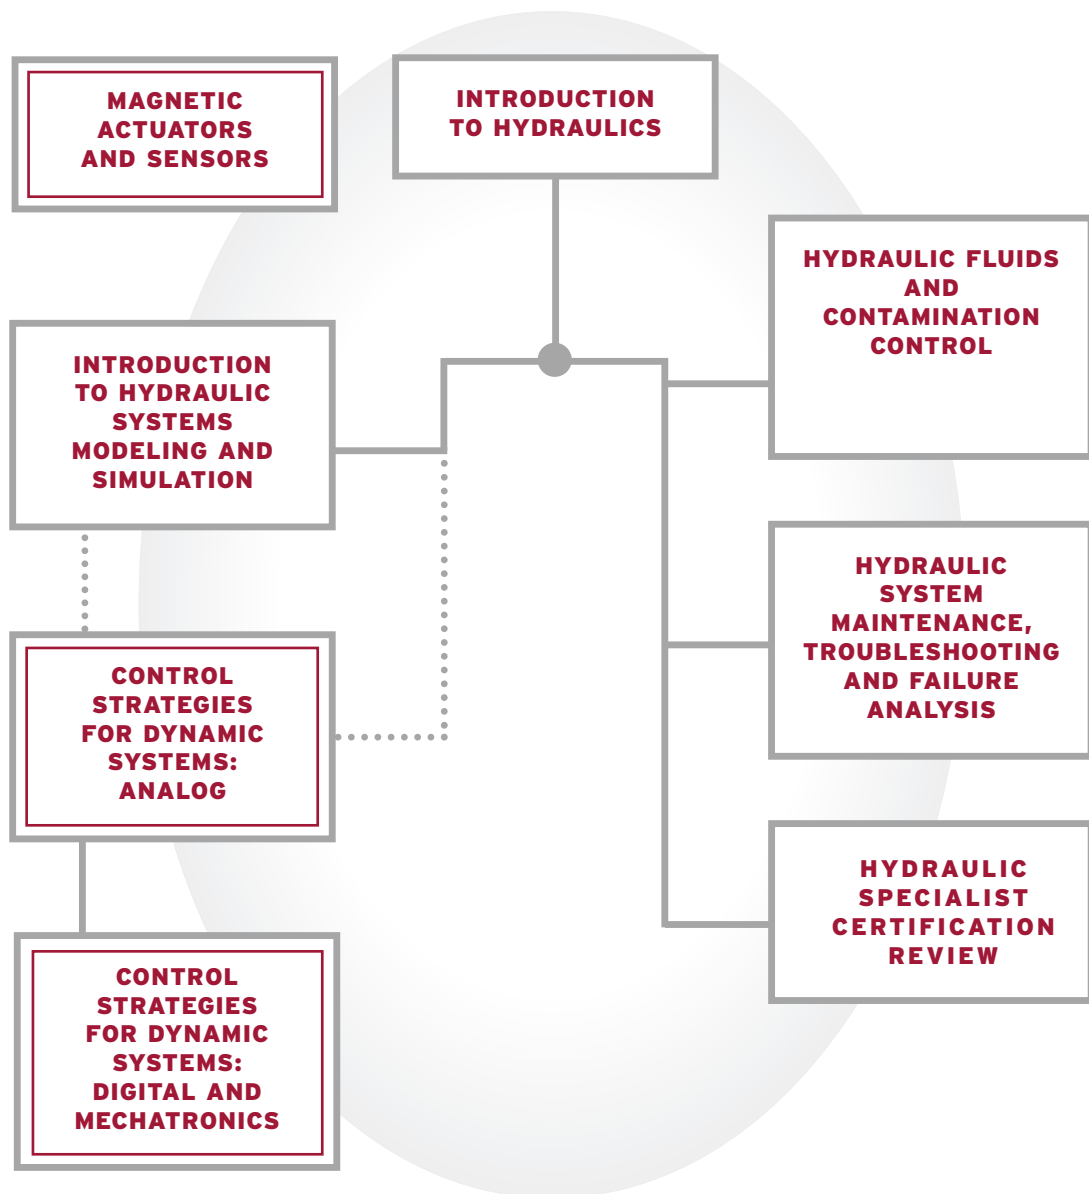 MAGNETIC
ACTUATORS
AND SENSORS
INTRODUCTION
TO HYDRAULICS
HYDRAULIC FLUIDS
AND
CONTAMINATION
CONTROL
INTRODUCTION
TO HYDRAULIC
SYSTEMS
MODELING AND
SIMULATION
HYDRAULIC
SYSTEM
MAINTENANCE,
TROUBLESHOOTING
AND FAILURE
ANALYSIS
CONTROL
STRATEGIES
FOR DYNAMIC
SYSTEMS:
ANALOG
HYDRAULIC
SPECIALIST
CERTIFICATION
REVIEW
CONTROL
STRATEGIES
FOR DYNAMIC
SYSTEMS:
DIGITAL AND
MECHATRONICS